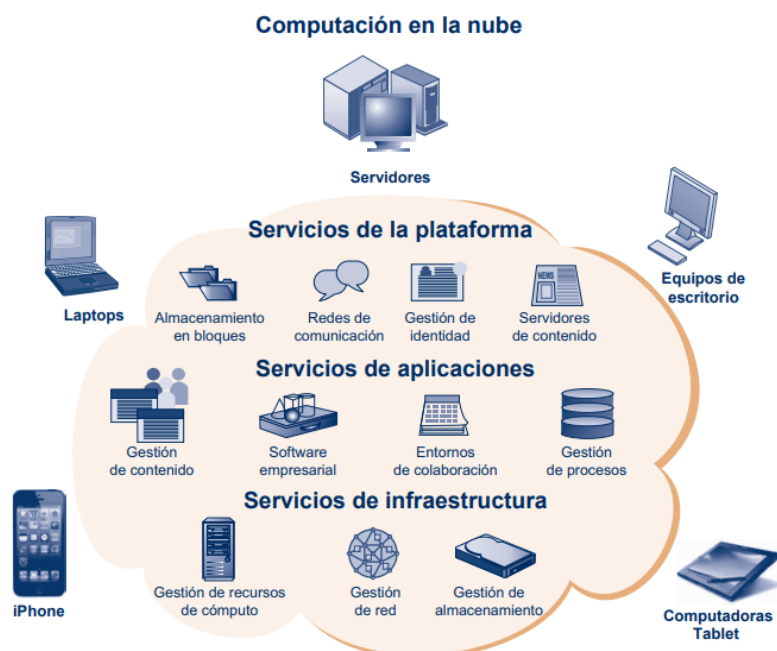 Computación en la nube
Servidores
Servicios de la plataforma
Laptops
Equipos de
escritorio
Almacenamiento
en bloques
Redes de
comunicación
Gestión de
identidad
NEWS
Servidores
de contenido
Servicios de aplicaciones
Gestión
de contenido
Software
empresarial
Entornos
de colaboración
Gestión
de procesos
Servicios de infraestructura
iPhone
Gestión de recursos
de cómputo
Gestión
de red
Gestión de
almacenamiento
Computadoras
Tablet